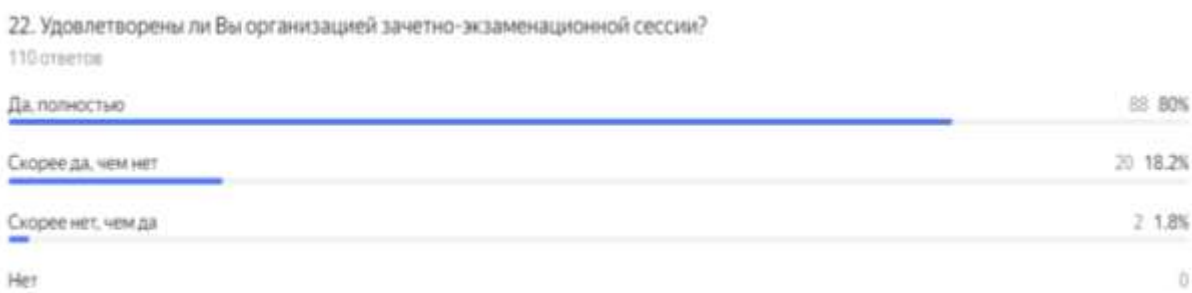 22. Удовлетворены ли Вы организацией зачетно-экзаменационной сессии?
110 ответов
Да, полностью 88 80%
Скорее да, чем нет 20 18.2%
Скорее нет, чем да 2 1.8%
Нет 0